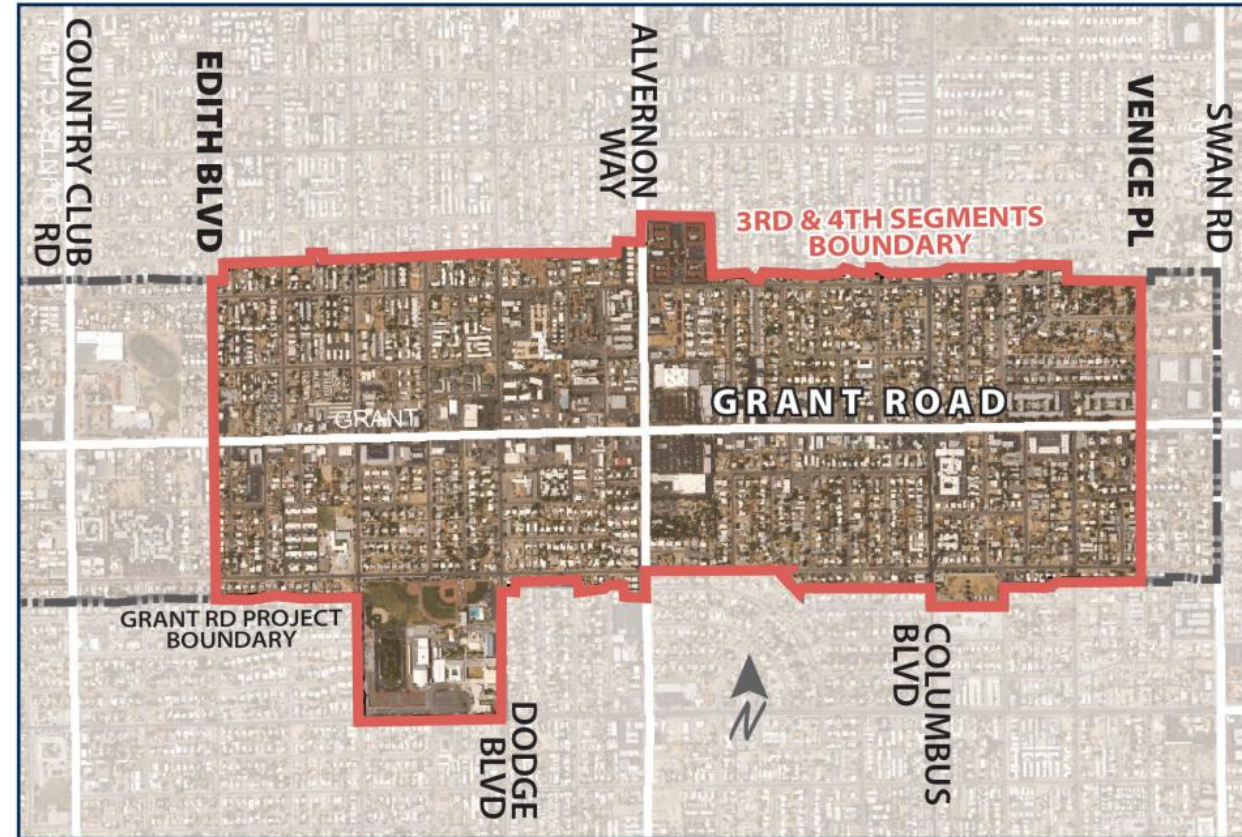 COUNTRY CLUB
RD
EDITH BLVD
ALVERNON
WAY
VENICE PL
SWAN RD
3RD & 4TH SEGMENTS
BOUNDARY
GRANT ROAD
GRANT
GRANT RD PROJECT
BOUNDARY
DODGE
BLVD
COLUMBUS
BLVD
N